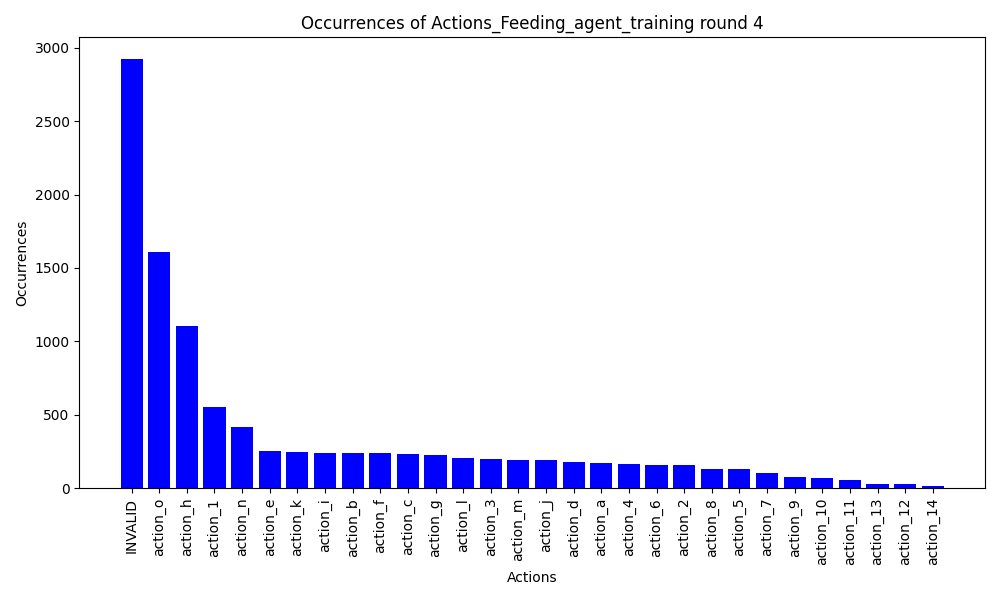 Occurrences of Actions_Feeding_agent_training round 4
3000
2500
2000
1500
1000
500
0
Occurrences
INVALID
action_o
action_h
action_1
action_n
action_e
action_k
action_i
action_b
action_f
action_c
action_g
action_l
action_3
action_m
action_j
action_d
action_a
action_4
action_6
action_2
action_8
action_5
action_7
action_9
action_10
action_11
action_13
action_12
action_14
Actions